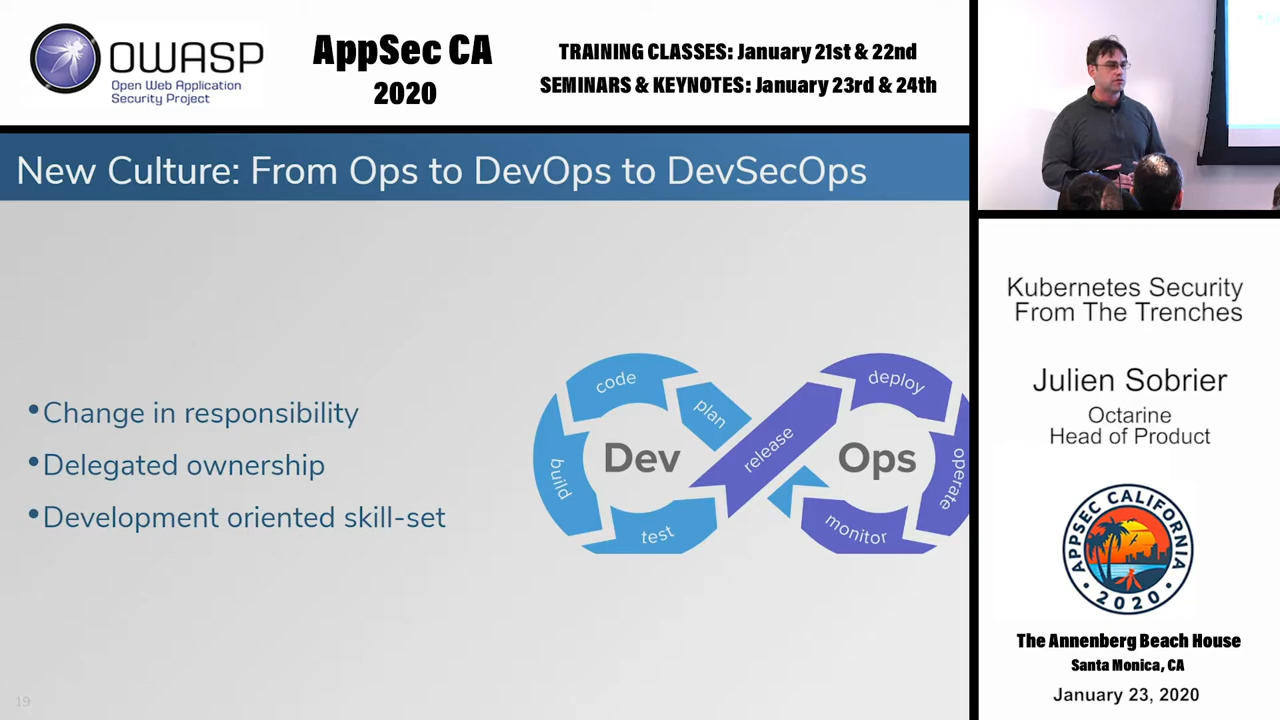 OWASP
Open Web Application
Security Project
AppSec CA
2020
TRAINING CLASSES: January 21st & 22nd
SEMINARS & KEYNOTES: January 23rd & 24th
New Culture: From Ops to DevOps to DevSecOps
•Change in responsibility
•Delegated ownership
•Development oriented skill-set
code
plan
build
test
Dev
release
deploy
operate
monitor
Ops
19
Kubernetes Security
From The Trenches
Julien Sobrier
Octarine
Head of Product
APPSEC CALIFORNIA
• 2020 •
The Annenberg Beach House
Santa Monica, CA
January 23, 2020